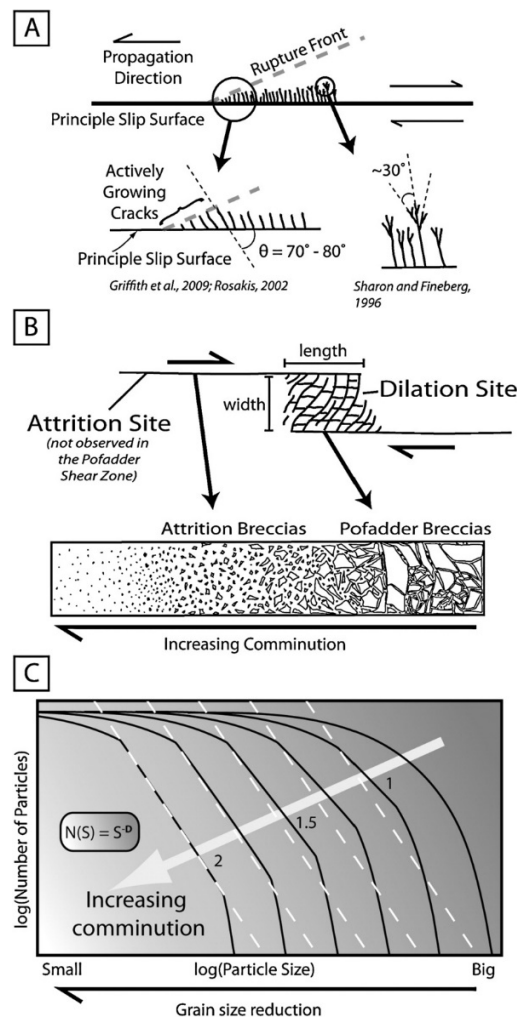 A
Propagation
Direction
Rupture Front
Principle Slip Surface
Actively
Growing
Cracks
~30°
Principle Slip Surface
θ = 70° - 80°
Griffith et al., 2009; Rosakis, 2002
Sharon and Fineberg,
1996
B
length
width
Dilation Site
Attrition Site
(not observed in
the Pofadder
Shear Zone)
Attrition Breccias
Pofadder Breccias
Increasing Comminution
C
log(Number of Particles)
N(S) = S-D
1
1.5
2
Increasing
comminution
Small
log(Particle Size)
Big
Grain size reduction